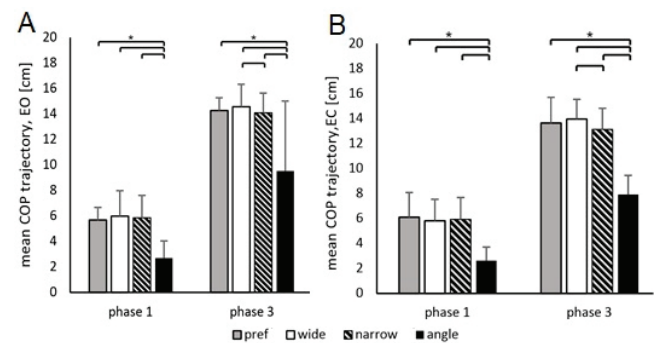 A
B
*
*
*
*
mean COP trajectory, EO [cm]
20
18
16
14
12
10
8
6
4
2
0
phase 1
phase 3
mean COP trajectory,EC [cm]
20
18
16
14
12
10
8
6
4
2
0
phase 1
phase 3
pref wide narrow angle